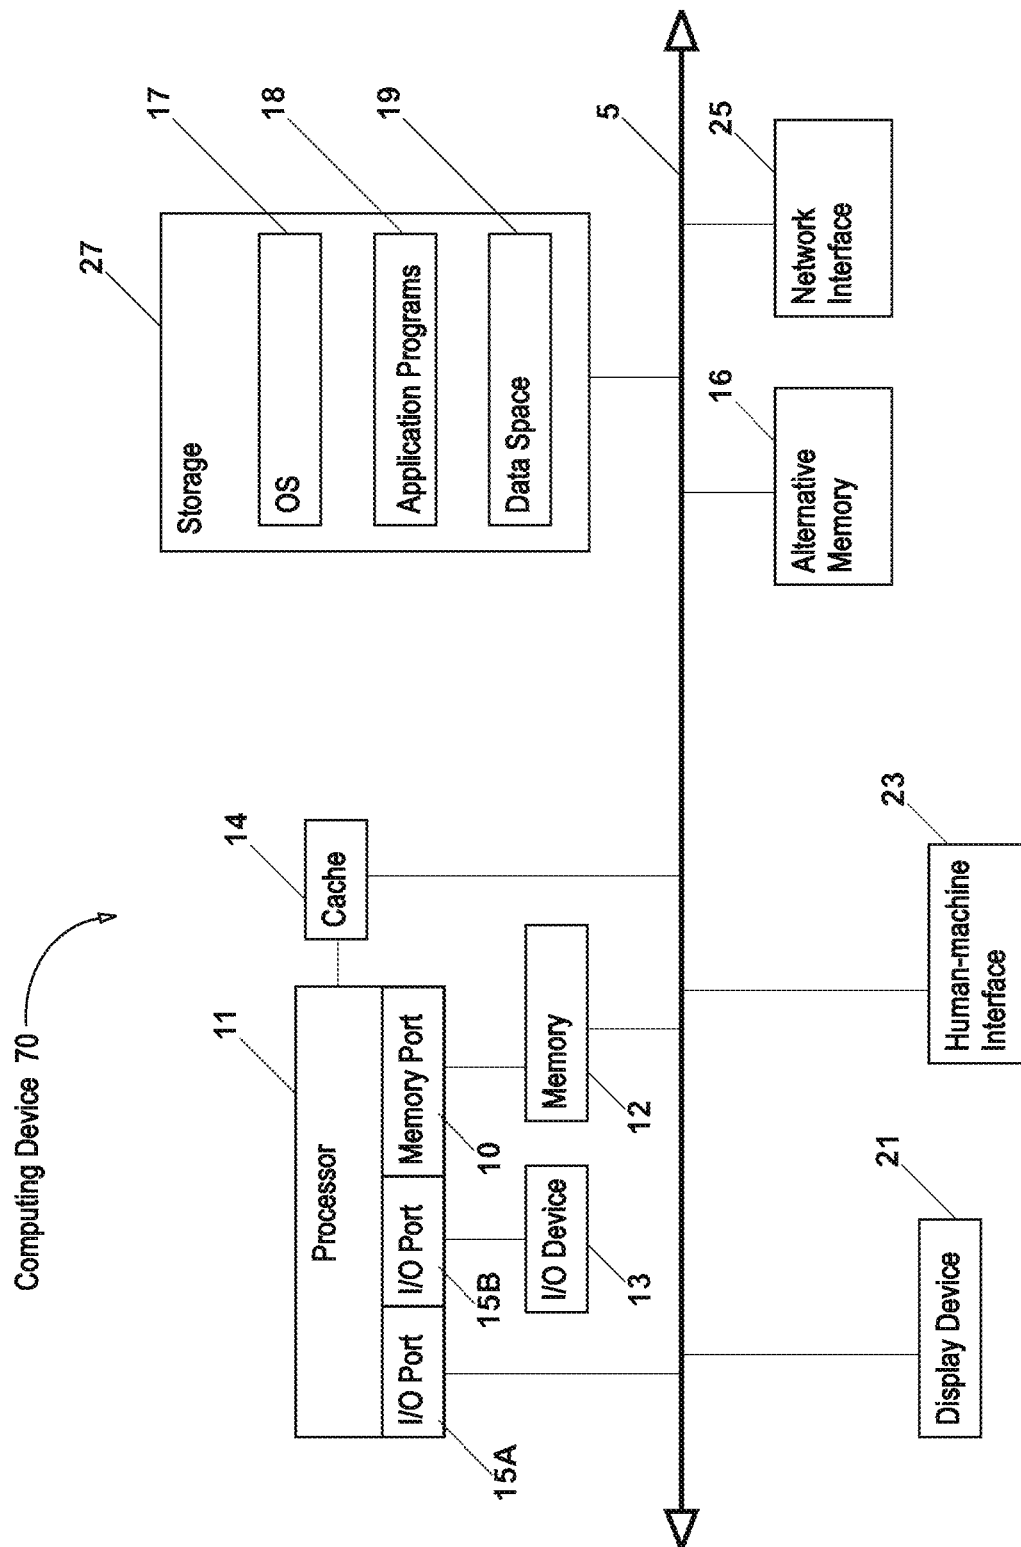 Computing Device 70
11
Processor
I/O Port
I/O Port
Memory Port
15A
15B
10
14
Cache
I/O Device
13
Memory
12
27
Storage
OS
17
Application Programs
18
Data Space
19
5
Display Device
21
Human-machine
Interface
23
Alternative
Memory
16
Network
Interface
25